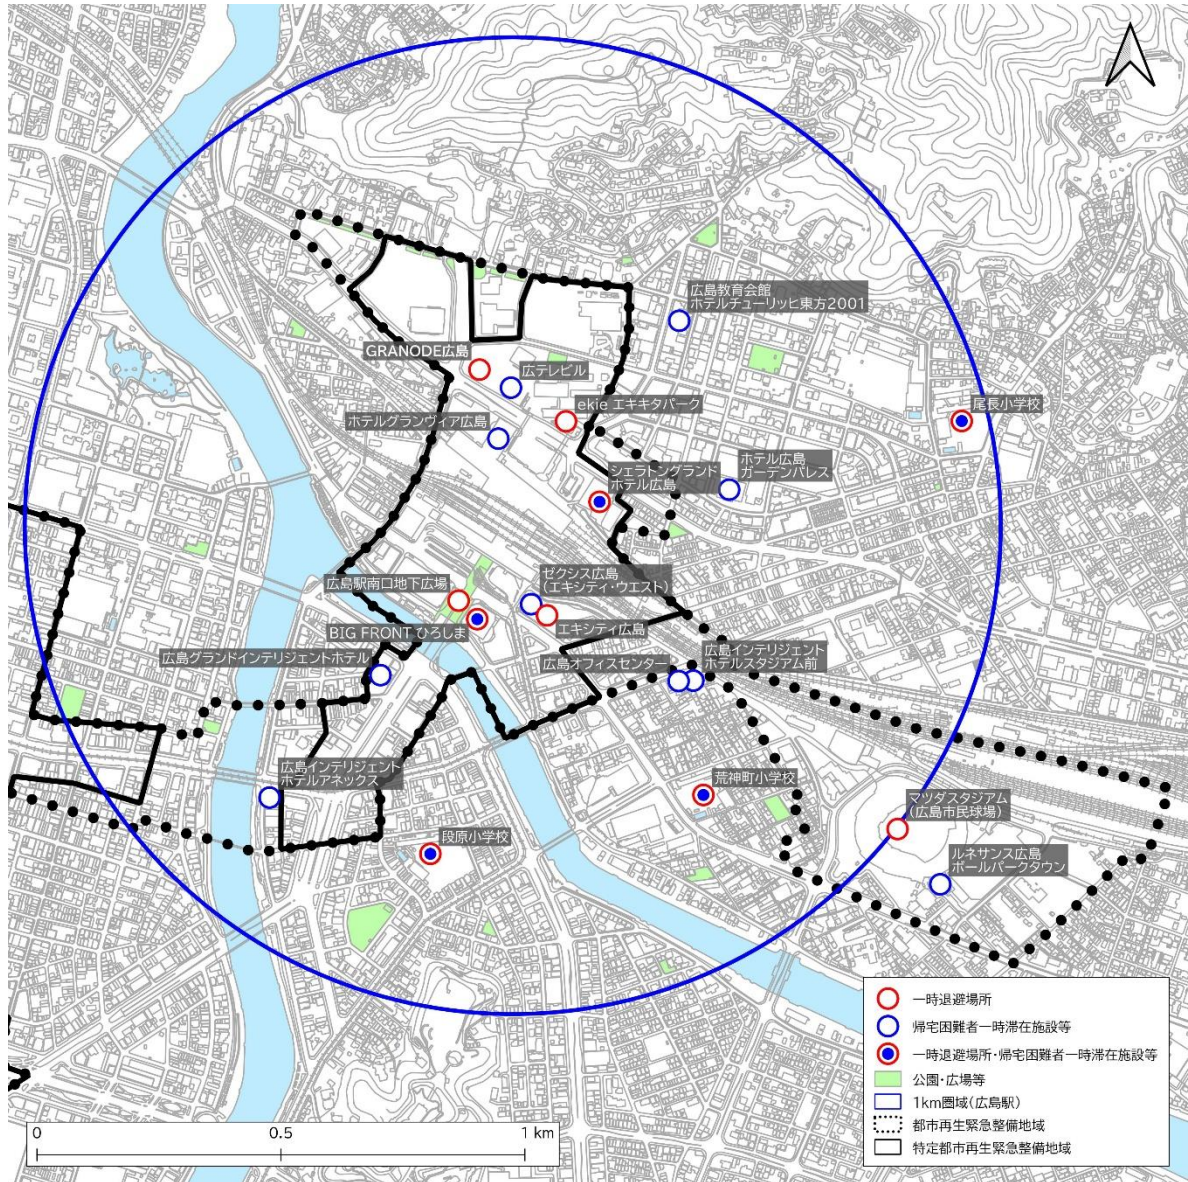 広島教育会館
ホテルチューリッヒ東方2001
GRANODE広島
広テレビル
ekie エキキタパーク
尾長小学校
ホテルグランヴィア広島
シェラトングランド
ホテル広島
ホテル広島
ガーデンパレス
広島駅南口地下広場
ゼクシス広島
(エキシティ・ウエスト)
BIG FRONT ひろしま
エキシティ広島
広島グランドインテリジェントホテル
広島オフィスセンター
広島インテリジェント
ホテルスタジアム前
広島インテリジェント
ホテルアネックス
荒神町小学校
マツダスタジアム
(広島市民球場)
段原小学校
ルネサンス広島
ボールパークタウン
一時退避場所
帰宅困難者一時滞在施設等
一時退避場所・帰宅困難者一時滞在施設等
公園・広場等
1km圏域(広島駅)
都市再生緊急整備地域
特定都市再生緊急整備地域
0 0.5 1 km